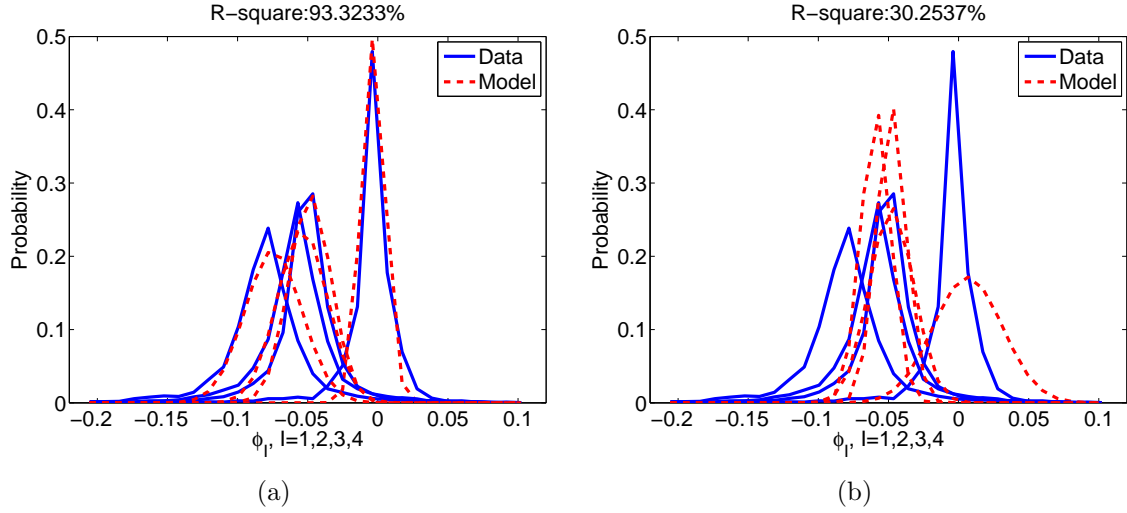 R−square:93.3233%
0.5
0.4
0.3
0.2
0.1
0
Probability
Data
Model
−0.2 −0.15 −0.1 −0.05 0 0.05 0.1
ϕ_l, l=1,2,3,4
(a)
R−square:30.2537%
0.5
0.4
0.3
0.2
0.1
0
Probability
Data
Model
−0.2 −0.15 −0.1 −0.05 0 0.05 0.1
ϕ_l, l=1,2,3,4
(b)